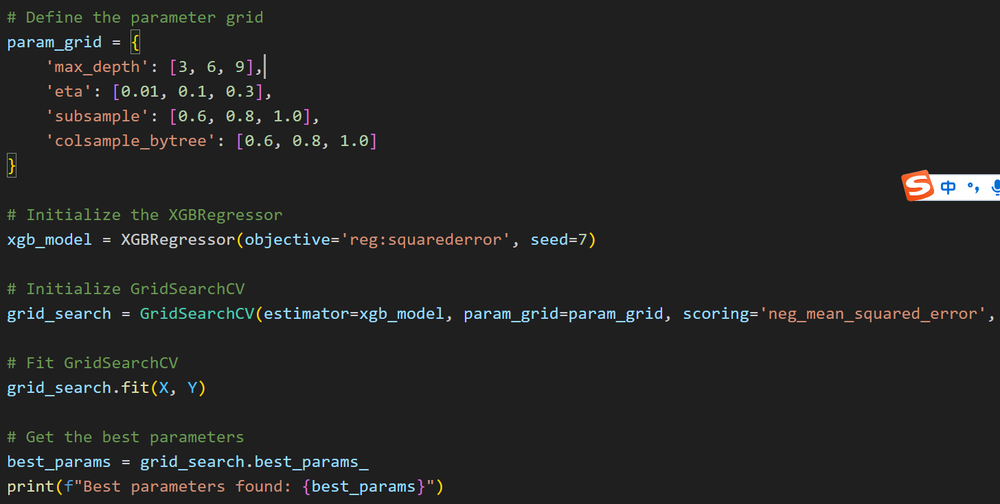 # Define the parameter grid
param_grid = {
    'max_depth': [3, 6, 9],
    'eta': [0.01, 0.1, 0.3],
    'subsample': [0.6, 0.8, 1.0],
    'colsample_bytree': [0.6, 0.8, 1.0]
}
S 中 °,
# Initialize the XGBRegressor
xgb_model = XGBRegressor(objective='reg:squarederror', seed=7)
# Initialize GridSearchCV
grid_search = GridSearchCV(estimator=xgb_model, param_grid=param_grid, scoring='neg_mean_squared_error',
# Fit GridSearchCV
grid_search.fit(X, Y)
# Get the best parameters
best_params = grid_search.best_params_
print(f"Best parameters found: {best_params}")